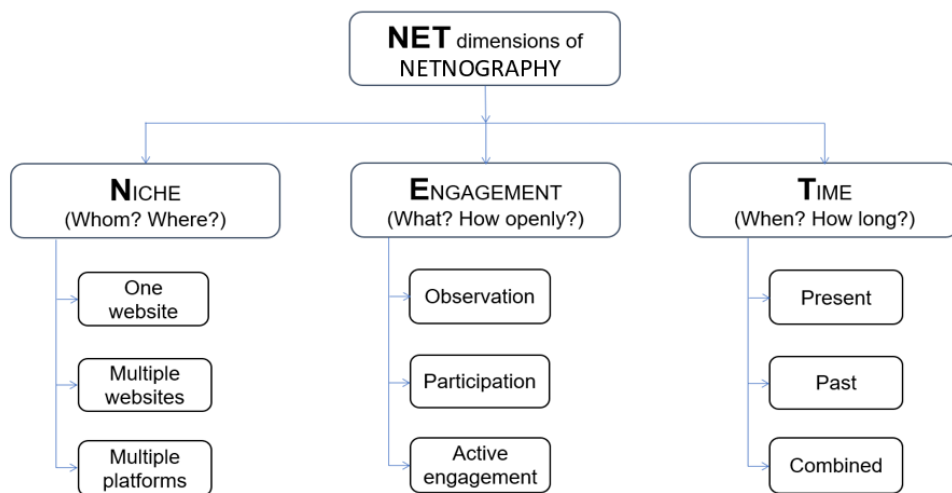 NET dimensions of
NETNOGRAPHY
NICHE
(Whom? Where?)
One
website
Multiple
websites
Multiple
platforms
ENGAGEMENT
(What? How openly?)
Observation
Participation
Active
engagement
TIME
(When? How long?)
Present
Past
Combined